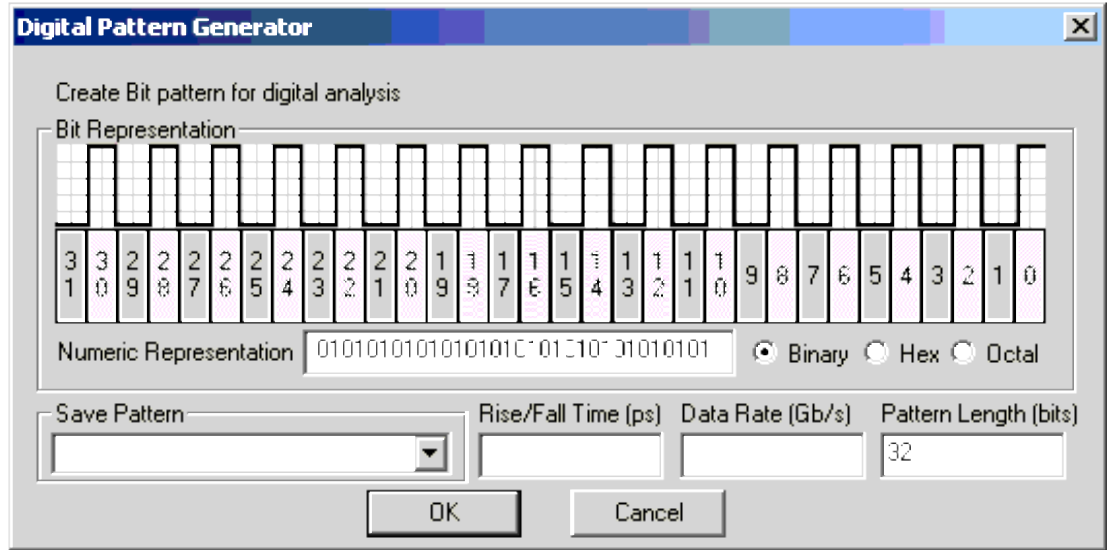 Digital Pattern Generator
Create Bit pattern for digital analysis
Bit Representation
31 30 29 28 27 26 25 24 23 22 21 20 19 18 17 16 15 14 13 12 11 10 9 8 7 6 5 4 3 2 1 0
Numeric Representation 01010101010101010101010101010101 Binary Hex Octal
Save Pattern Rise/Fall Time (ps) Data Rate (Gb/s) Pattern Length (bits)
32
OK Cancel